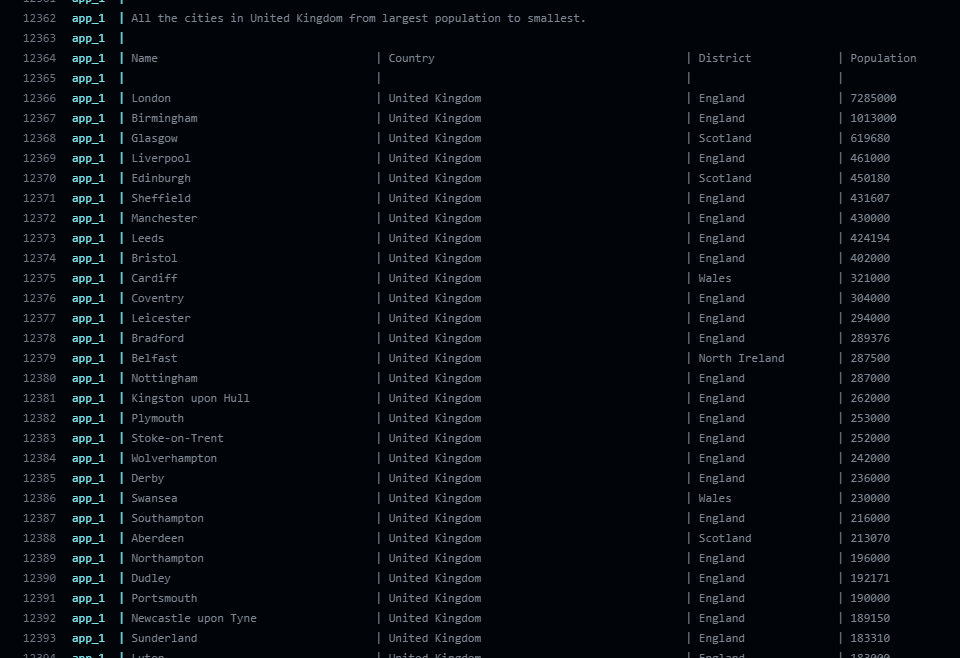 12361 app_1 |
12362 app_1 | All the cities in United Kingdom from largest population to smallest.
12363 app_1 |
12364 app_1 | Name | Country | District | Population
12365 app_1 | | | |
12366 app_1 | London | United Kingdom | England | 7285000
12367 app_1 | Birmingham | United Kingdom | England | 1013000
12368 app_1 | Glasgow | United Kingdom | Scotland | 619680
12369 app_1 | Liverpool | United Kingdom | England | 461000
12370 app_1 | Edinburgh | United Kingdom | Scotland | 450180
12371 app_1 | Sheffield | United Kingdom | England | 431607
12372 app_1 | Manchester | United Kingdom | England | 430000
12373 app_1 | Leeds | United Kingdom | England | 424194
12374 app_1 | Bristol | United Kingdom | England | 402000
12375 app_1 | Cardiff | United Kingdom | Wales | 321000
12376 app_1 | Coventry | United Kingdom | England | 304000
12377 app_1 | Leicester | United Kingdom | England | 294000
12378 app_1 | Bradford | United Kingdom | England | 289376
12379 app_1 | Belfast | United Kingdom | North Ireland | 287500
12380 app_1 | Nottingham | United Kingdom | England | 287000
12381 app_1 | Kingston upon Hull | United Kingdom | England | 262000
12382 app_1 | Plymouth | United Kingdom | England | 253000
12383 app_1 | Stoke-on-Trent | United Kingdom | England | 252000
12384 app_1 | Wolverhampton | United Kingdom | England | 242000
12385 app_1 | Derby | United Kingdom | England | 236000
12386 app_1 | Swansea | United Kingdom | Wales | 230000
12387 app_1 | Southampton | United Kingdom | England | 216000
12388 app_1 | Aberdeen | United Kingdom | Scotland | 213070
12389 app_1 | Northampton | United Kingdom | England | 196000
12390 app_1 | Dudley | United Kingdom | England | 192171
12391 app_1 | Portsmouth | United Kingdom | England | 190000
12392 app_1 | Newcastle upon Tyne | United Kingdom | England | 189150
12393 app_1 | Sunderland | United Kingdom | England | 183310
12394 app_1 | Luton | United Kingdom | England | 183000